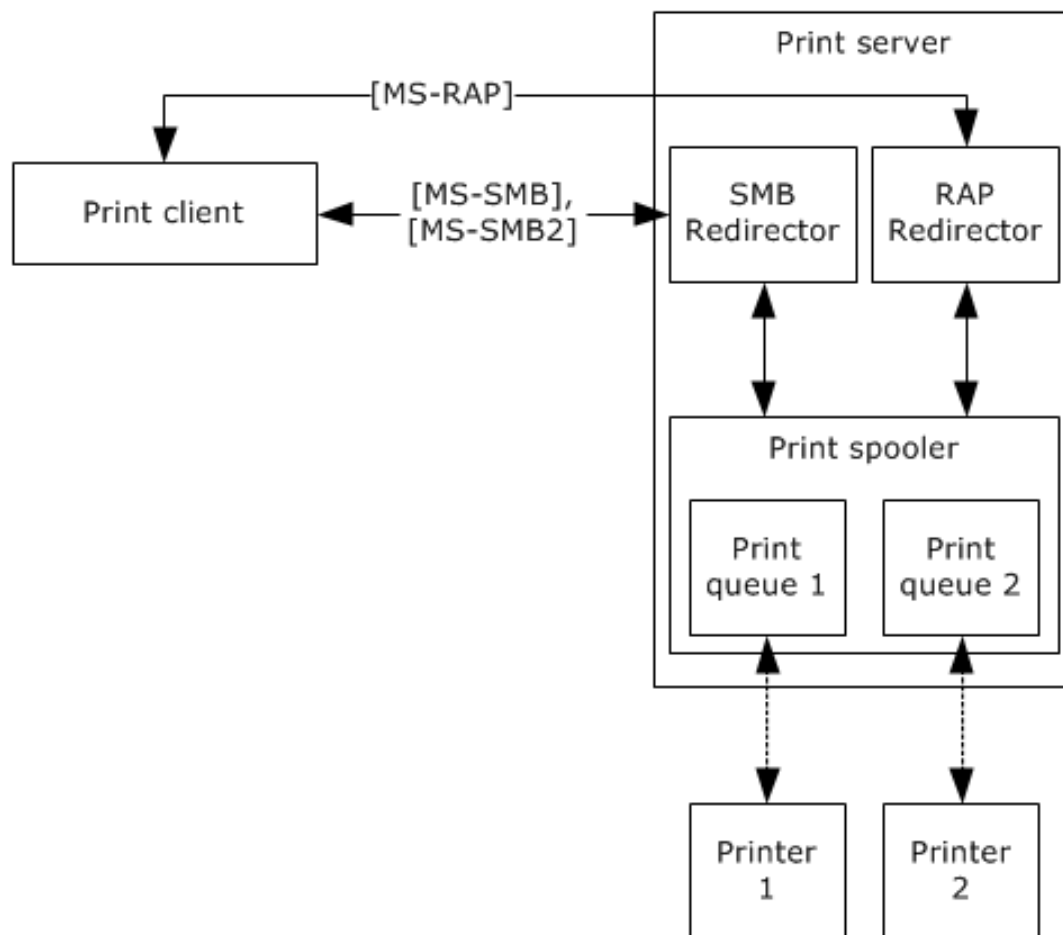 Print server
[MS-RAP]
Print client
[MS-SMB],
[MS-SMB2]
SMB
Redirector
RAP
Redirector
Print spooler
Print
queue 1
Print
queue 2
Printer
1
Printer
2